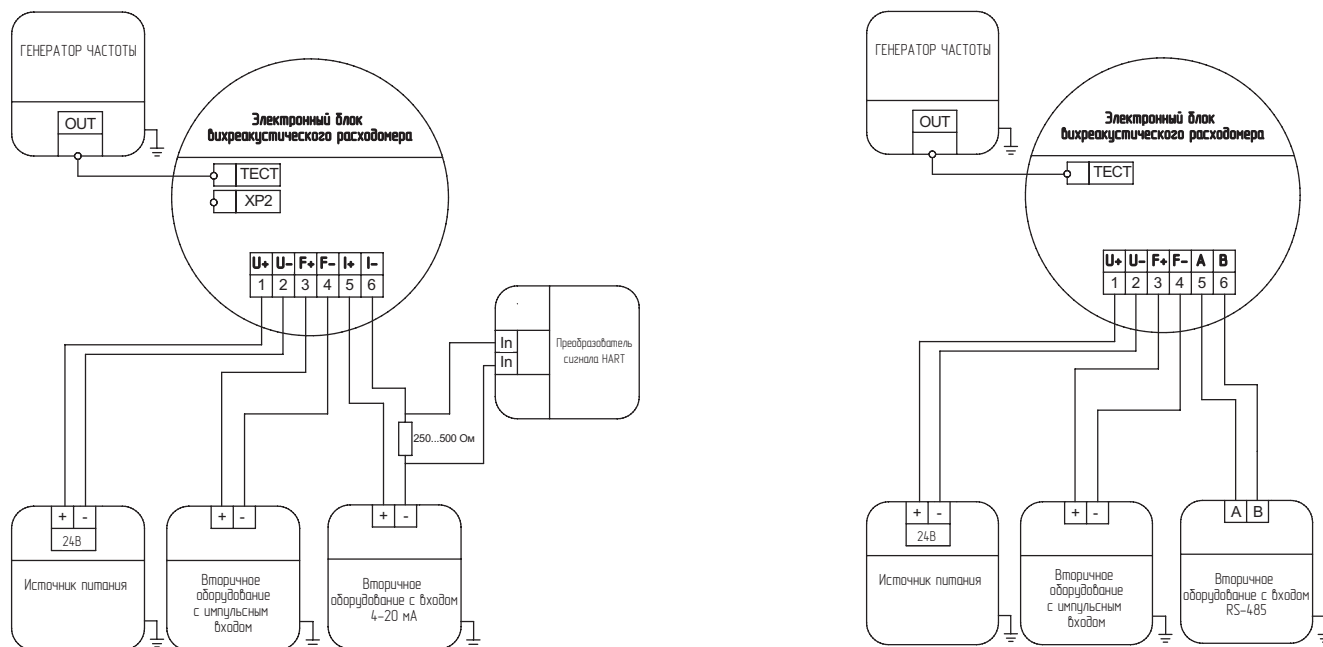 ГЕНЕРАТОР ЧАСТОТЫ
OUT
Электронный блок
вихреакустического расходомера
ТЕСТ
XP2
U+ U- F+ F- I+ I-
1 2 3 4 5 6
In
In
Преобразователь
сигнала HART
250...500 Ом
+ -
24В
Источник питания
+ -
Вторичное
оборудование
с импульсным
входом
+ -
Вторичное
оборудование с входом
4-20 мА
ГЕНЕРАТОР ЧАСТОТЫ
OUT
Электронный блок
вихреакустического расходомера
ТЕСТ
U+ U- F+ F- A B
1 2 3 4 5 6
+ -
24В
Источник питания
+ -
Вторичное
оборудование
с импульсным
входом
A B
Вторичное
оборудование с входом
RS-485